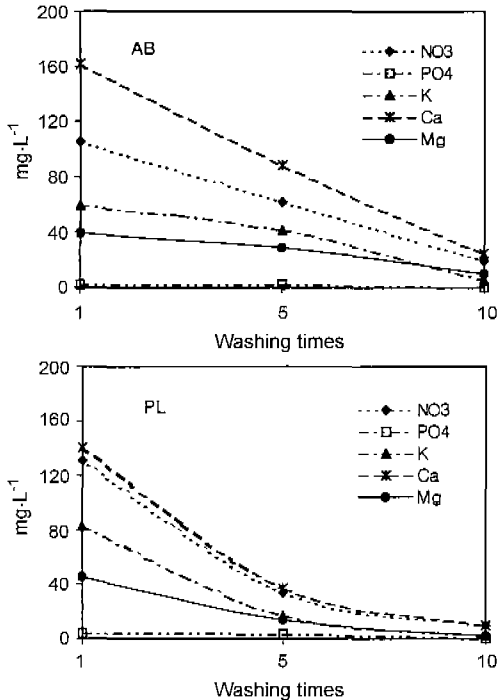 200
AB
160
120
80
40
0
mg·L-1
NO3
PO4
K
Ca
Mg
1
5
10
Washing times
200
PL
160
120
80
40
0
mg·L-1
NO3
PO4
K
Ca
Mg
1
5
10
Washing times